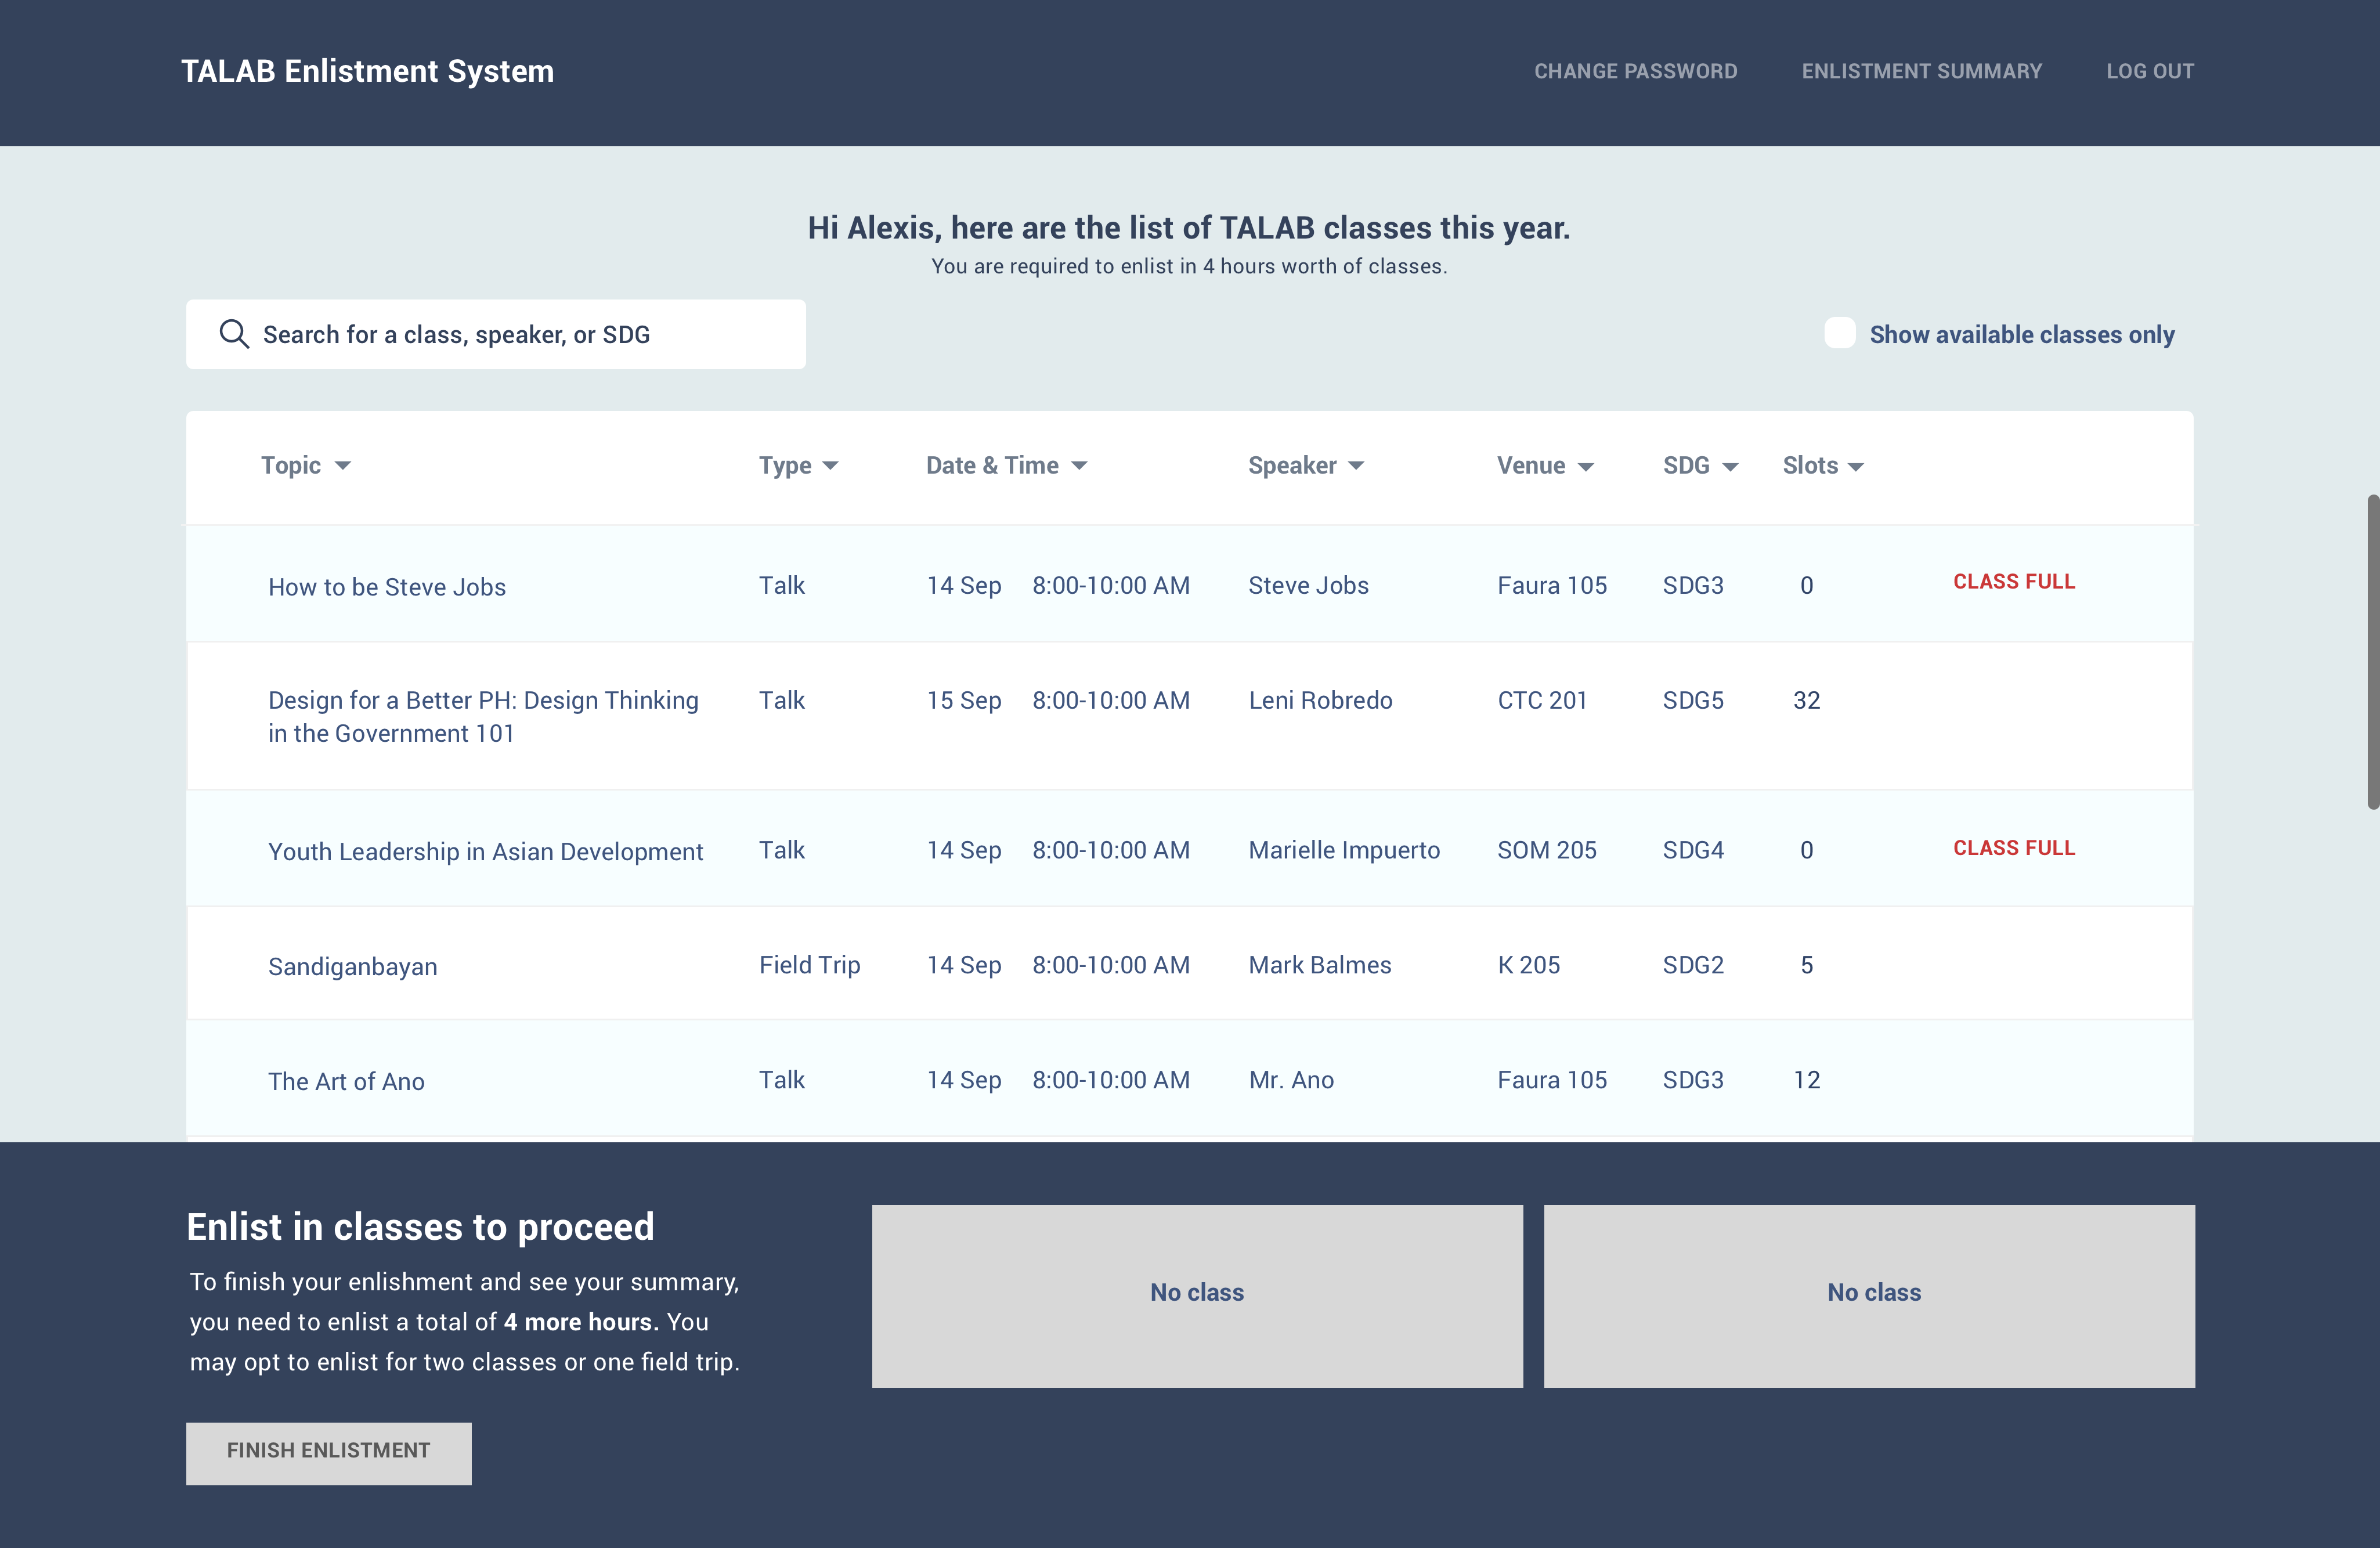 TALAB Enlistment System
CHANGE PASSWORD ENLISTMENT SUMMARY LOG OUT
Hi Alexis, here are the list of TALAB classes this year.
You are required to enlist in 4 hours worth of classes.
Search for a class, speaker, or SDG
Show available classes only
Topic Type Date & Time Speaker Venue SDG Slots
How to be Steve Jobs Talk 14 Sep 8:00-10:00 AM Steve Jobs Faura 105 SDG3 0 CLASS FULL
Design for a Better PH: Design Thinking Talk 15 Sep 8:00-10:00 AM Leni Robredo CTC 201 SDG5 32
in the Government 101
Youth Leadership in Asian Development Talk 14 Sep 8:00-10:00 AM Marielle Impuerto SOM 205 SDG4 0 CLASS FULL
Sandiganbayan Field Trip 14 Sep 8:00-10:00 AM Mark Balmes K 205 SDG2 5
The Art of Ano Talk 14 Sep 8:00-10:00 AM Mr. Ano Faura 105 SDG3 12
Enlist in classes to proceed
To finish your enlishment and see your summary,
you need to enlist a total of 4 more hours. You
may opt to enlist for two classes or one field trip.
No class
No class
FINISH ENLISTMENT